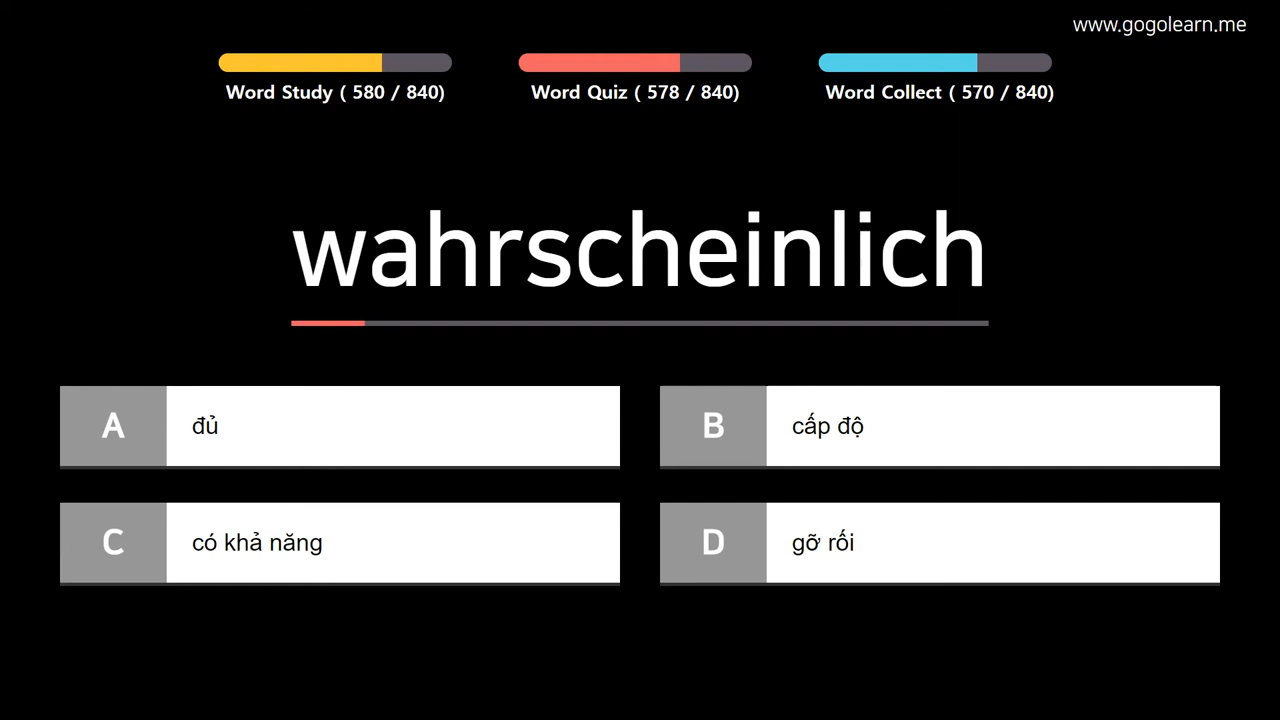 www.gogolearn.me
Word Study ( 580 / 840)
Word Quiz ( 578 / 840)
Word Collect ( 570 / 840)
wahrscheinlich
A đủ
B cấp độ
C có khả năng
D gỡ rối